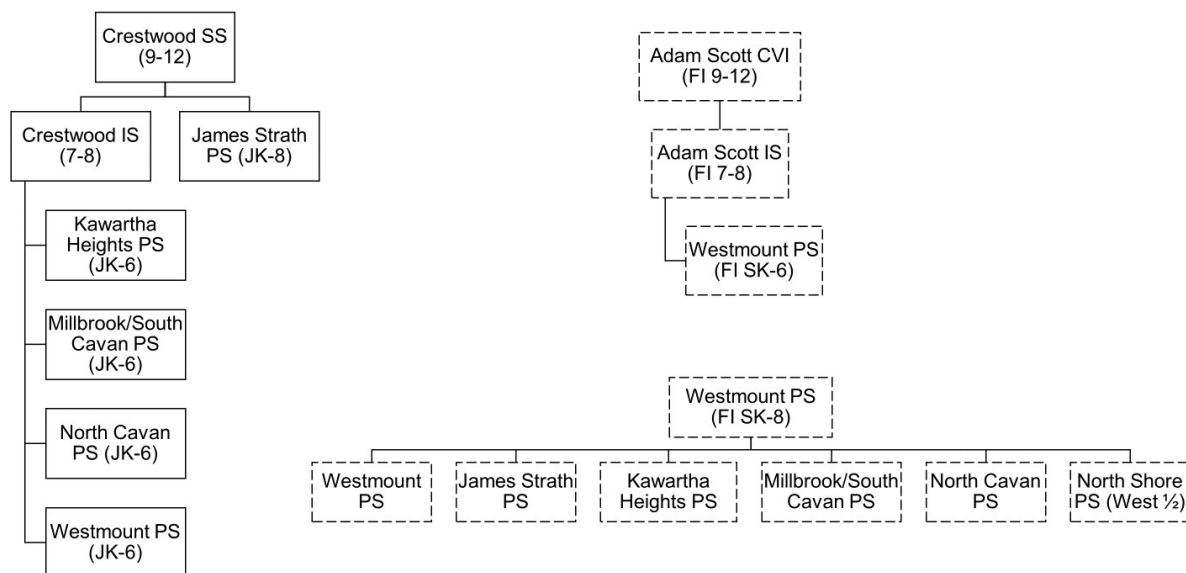 Crestwood SS
(9-12)
Crestwood IS
(7-8)
James Strath
PS (JK-8)
Kawartha
Heights PS
(JK-6)
Millbrook/South
Cavan PS
(JK-6)
North Cavan
PS (JK-6)
Westmount PS
(JK-6)
Adam Scott CVI
(FI 9-12)
Adam Scott IS
(FI 7-8)
Westmount PS
(FI SK-6)
Westmount PS
(FI SK-8)
Westmount
PS
James Strath
PS
Kawartha
Heights PS
Millbrook/South
Cavan PS
North Cavan
PS
North Shore
PS (West ½)